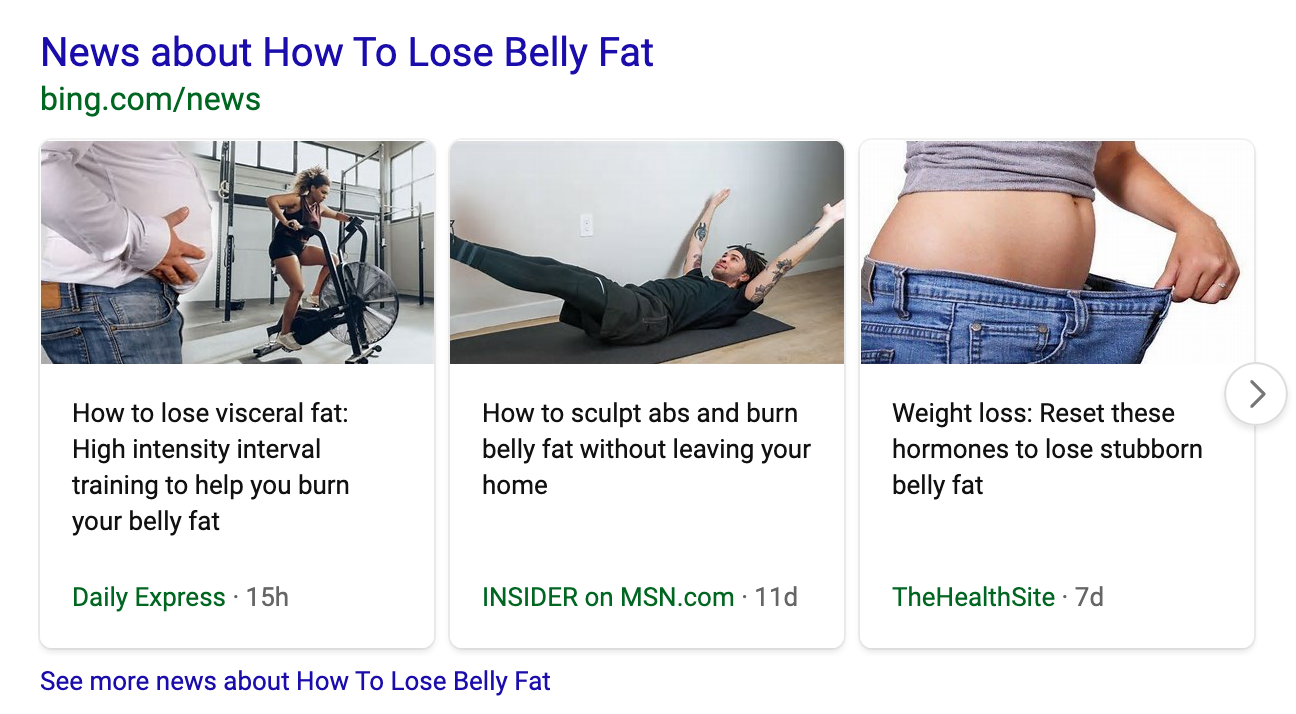 News about How To Lose Belly Fat
bing.com/news
How to lose visceral fat:
High intensity interval
training to help you burn
your belly fat
Daily Express · 15h
How to sculpt abs and burn
belly fat without leaving your
home
INSIDER on MSN.com · 11d
Weight loss: Reset these
hormones to lose stubborn
belly fat
TheHealthSite · 7d
See more news about How To Lose Belly Fat